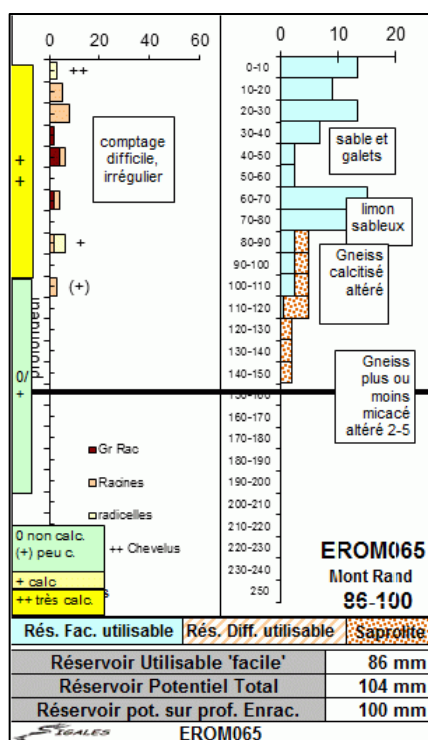 0 20 40 60
0 10 20
++
++
comptage
difficile,
irrégulier
+
(+)
profondeur
0/
+
0-10
10-20
20-30
30-40
40-50
50-60
60-70
70-80
80-90
90-100
100-110
110-120
120-130
130-140
140-150
150-160
160-170
170-180
180-190
190-200
200-210
210-220
220-230
230-240
250
sable et
galets
limon
sableux
Gneiss
calcitisé
altéré
Gneiss
plus ou
moins
micacé
altéré 2-5
Gr Rac
Racines
radicelles
++ Chevelus
0 non calc.
(+) peu c.
+ calc
++ très calc.
EROM065
Mont Rand
86-100
Rés. Fac. utilisable Rés. Diff. utilisable Saprolite
Réservoir Utilisable 'facile' 86 mm
Réservoir Potentiel Total 104 mm
Réservoir pot. sur prof. Enrac. 100 mm
SIGALES EROM065